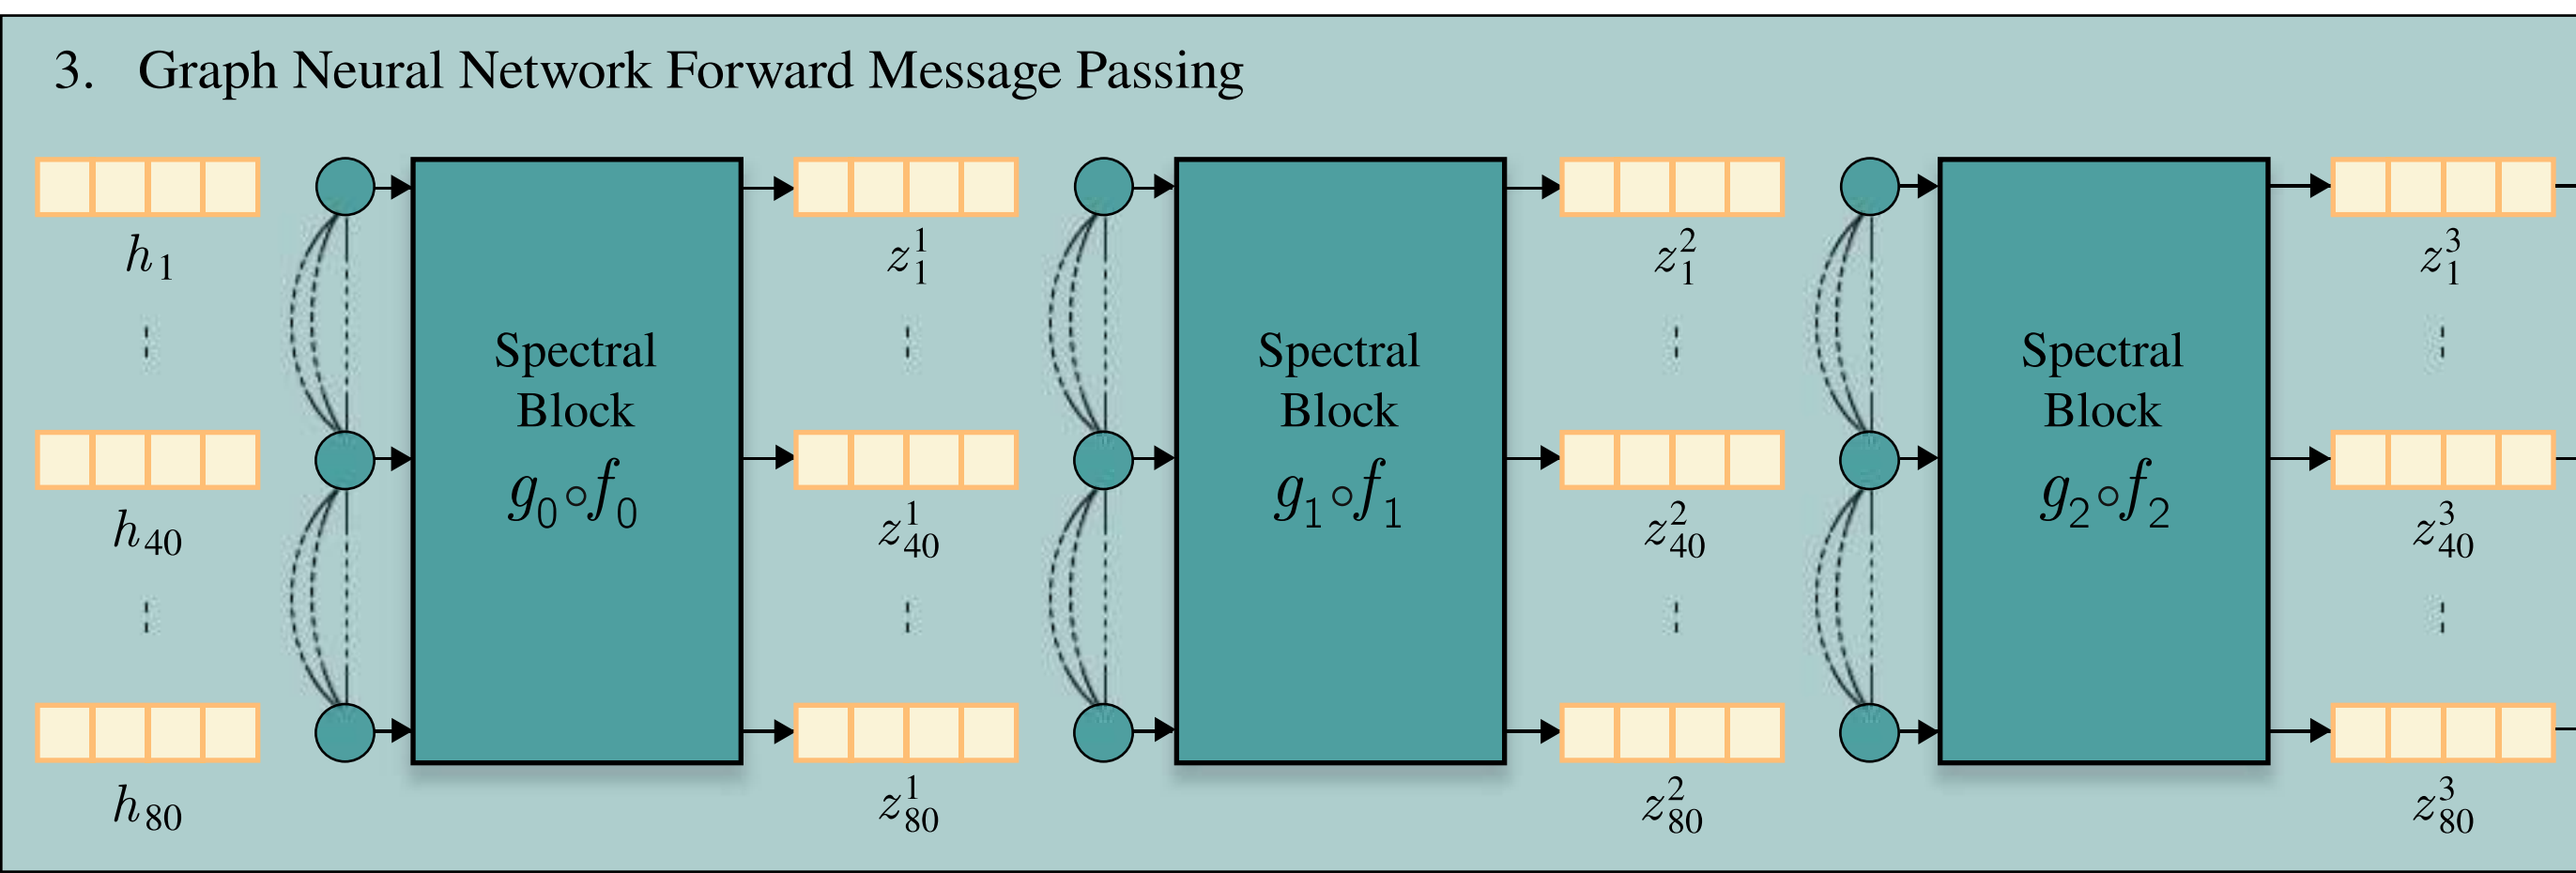 3. Graph Neural Network Forward Message Passing
h₁
z₁¹
z₁²
z₁³
Spectral
Block
g₀∘f₀
Spectral
Block
g₁∘f₁
Spectral
Block
g₂∘f₂
h₄₀
z₄₀¹
z₄₀²
z₄₀³
h₈₀
z₈₀¹
z₈₀²
z₈₀³